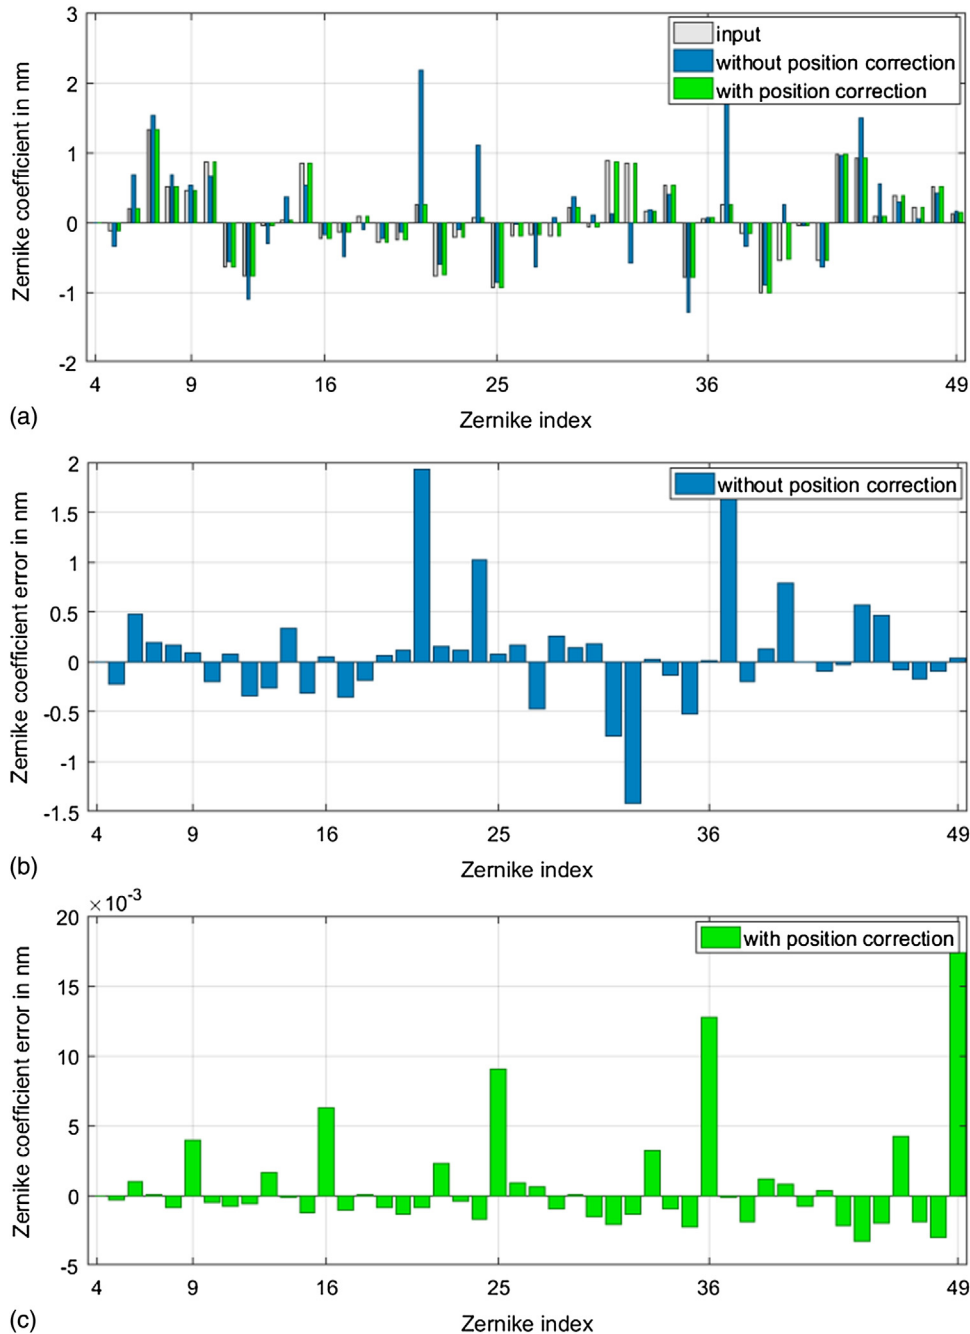 (a)
Zernike coefficient in nm
3
2
1
0
-1
-2
input
without position correction
with position correction
4 9 16 25 36 49
Zernike index
(b)
Zernike coefficient error in nm
2
1.5
1
0.5
0
-0.5
-1
-1.5
without position correction
4 9 16 25 36 49
Zernike index
(c)
Zernike coefficient error in nm
×10⁻³
20
15
10
5
0
-5
with position correction
4 9 16 25 36 49
Zernike index